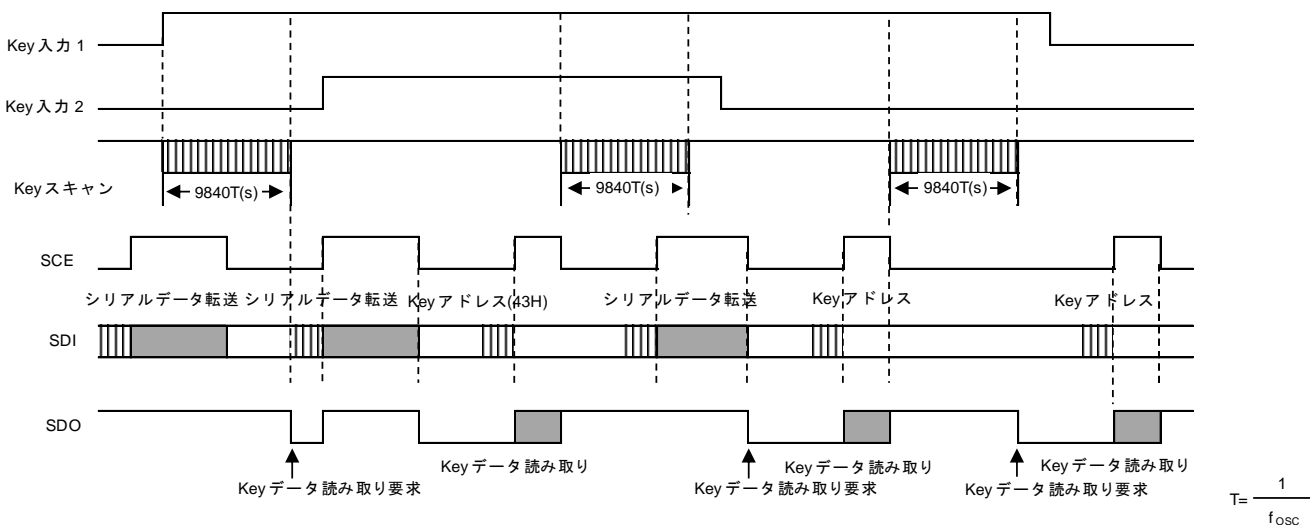 Key入力1
Key入力2
Keyスキャン
9840T(s)
9840T(s)
9840T(s)
SCE
シリアルデータ転送 シリアルデータ転送 Keyアドレス(43H) シリアルデータ転送 Keyアドレス Keyアドレス
SDI
SDO
Keyデータ読み取り Keyデータ読み取り Keyデータ読み取り
Keyデータ読み取り要求 Keyデータ読み取り要求 Keyデータ読み取り要求
T= 1
fosc